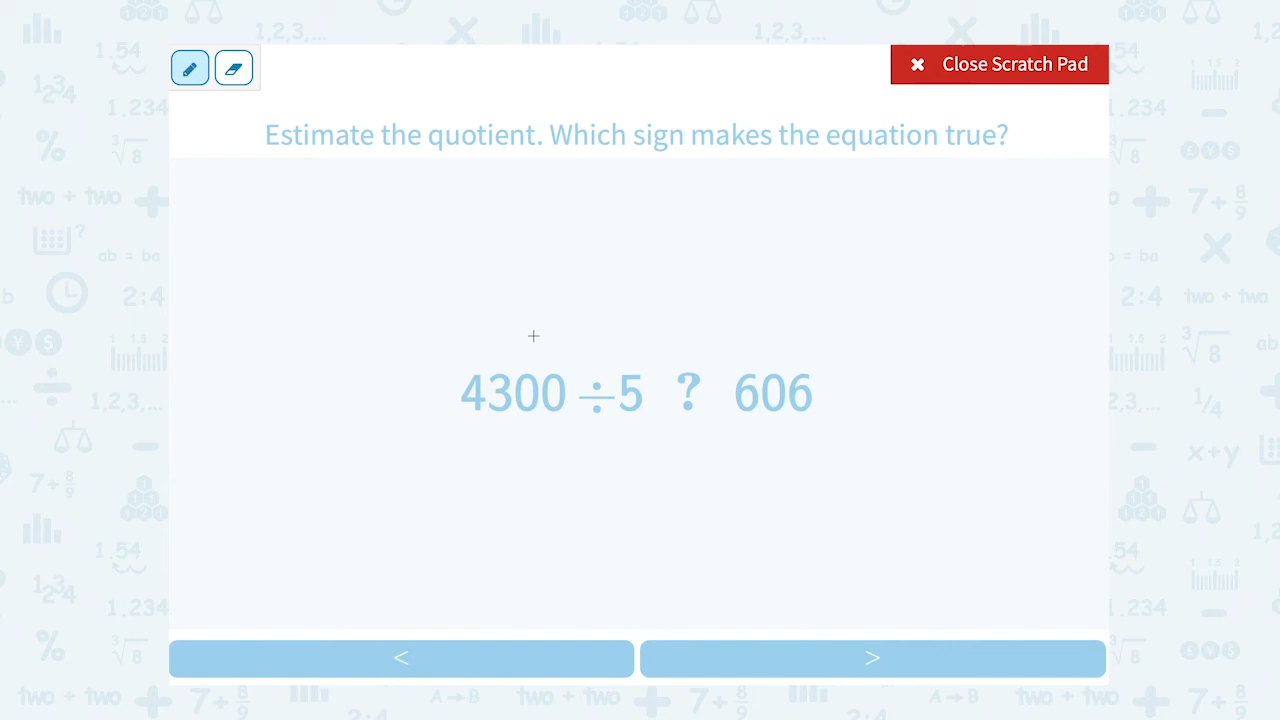 Close Scratch Pad
Estimate the quotient. Which sign makes the equation true?
4300 ÷ 5 ? 606
< >